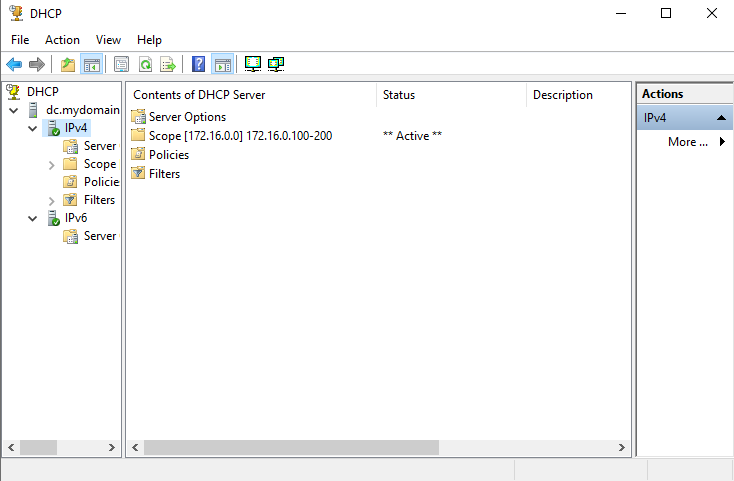 DHCP
File Action View Help
DHCP
dc.mydomain
IPv4
Server
Scope
Policie
Filters
IPv6
Server
Contents of DHCP Server Status Description
Server Options
Scope [172.16.0.0] 172.16.0.100-200 ** Active **
Policies
Filters
Actions
IPv4
More ...